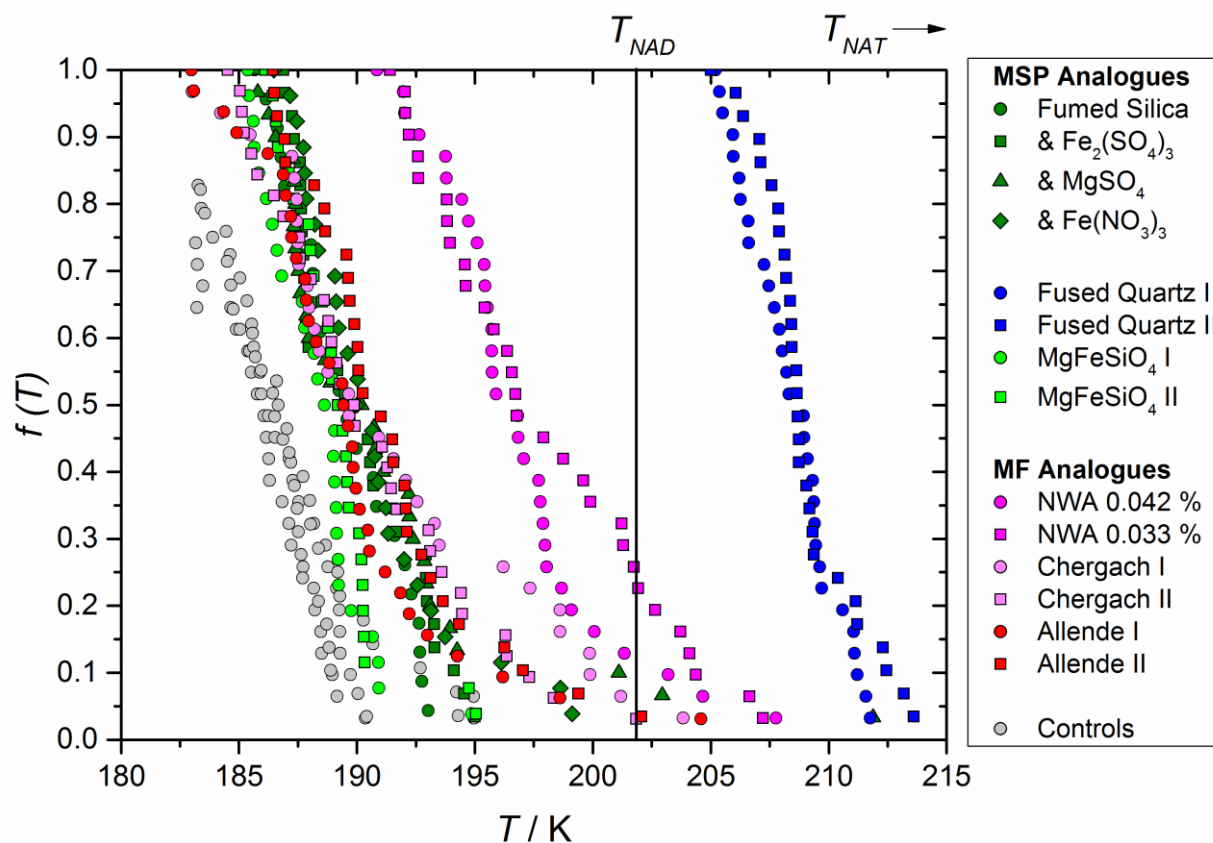 T_NAD T_NAT
1.0
0.9
0.8
0.7
0.6
0.5
0.4
0.3
0.2
0.1
0.0
f (T)
180 185 190 195 200 205 210 215
T / K
MSP Analogues
Fumed Silica
& Fe₂(SO₄)₃
& MgSO₄
& Fe(NO₃)₃
Fused Quartz I
Fused Quartz II
MgFeSiO₄ I
MgFeSiO₄ II
MF Analogues
NWA 0.042 %
NWA 0.033 %
Chergach I
Chergach II
Allende I
Allende II
Controls